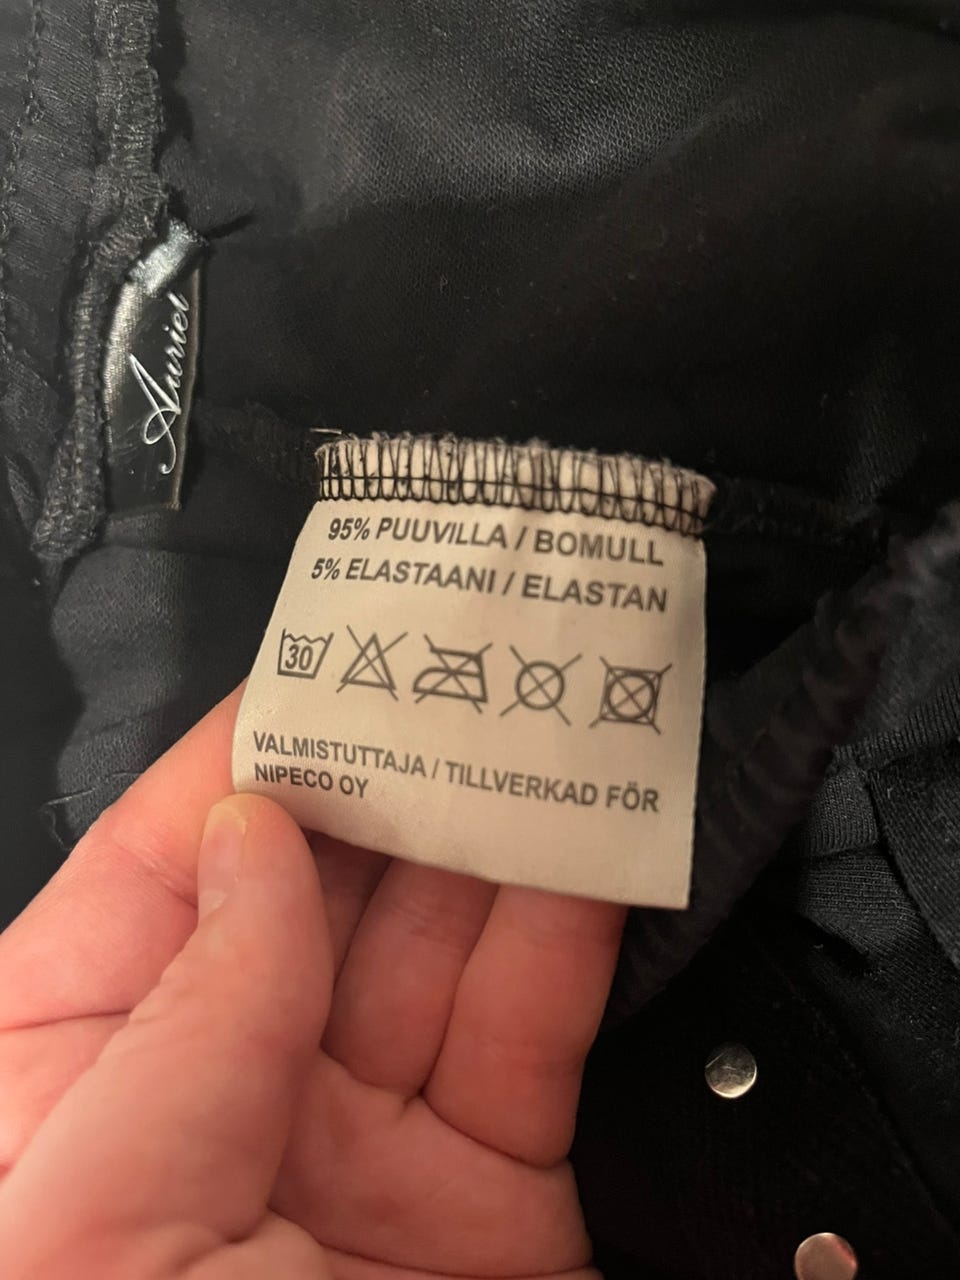 Auriel
95% PUUVILLA / BOMULL
5% ELASTAANI / ELASTAN
30
VALMISTUTTAJA / TILLVERKAD FÖR
NIPECO OY